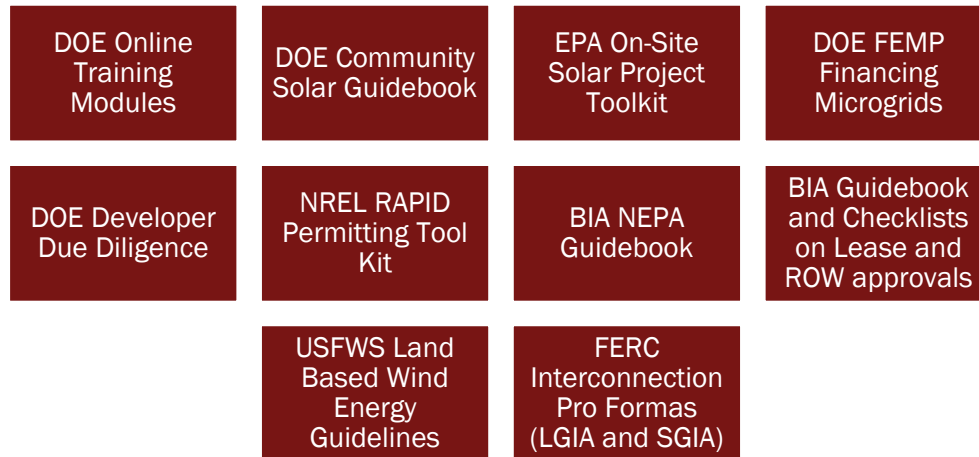 DOE Online
Training
Modules
DOE Community
Solar Guidebook
EPA On-Site
Solar Project
Toolkit
DOE FEMP
Financing
Microgrids
DOE Developer
Due Diligence
NREL RAPID
Permitting Tool
Kit
BIA NEPA
Guidebook
BIA Guidebook
and Checklists
on Lease and
ROW approvals
USFWS Land
Based Wind
Energy
Guidelines
FERC
Interconnection
Pro Formas
(LGIA and SGIA)